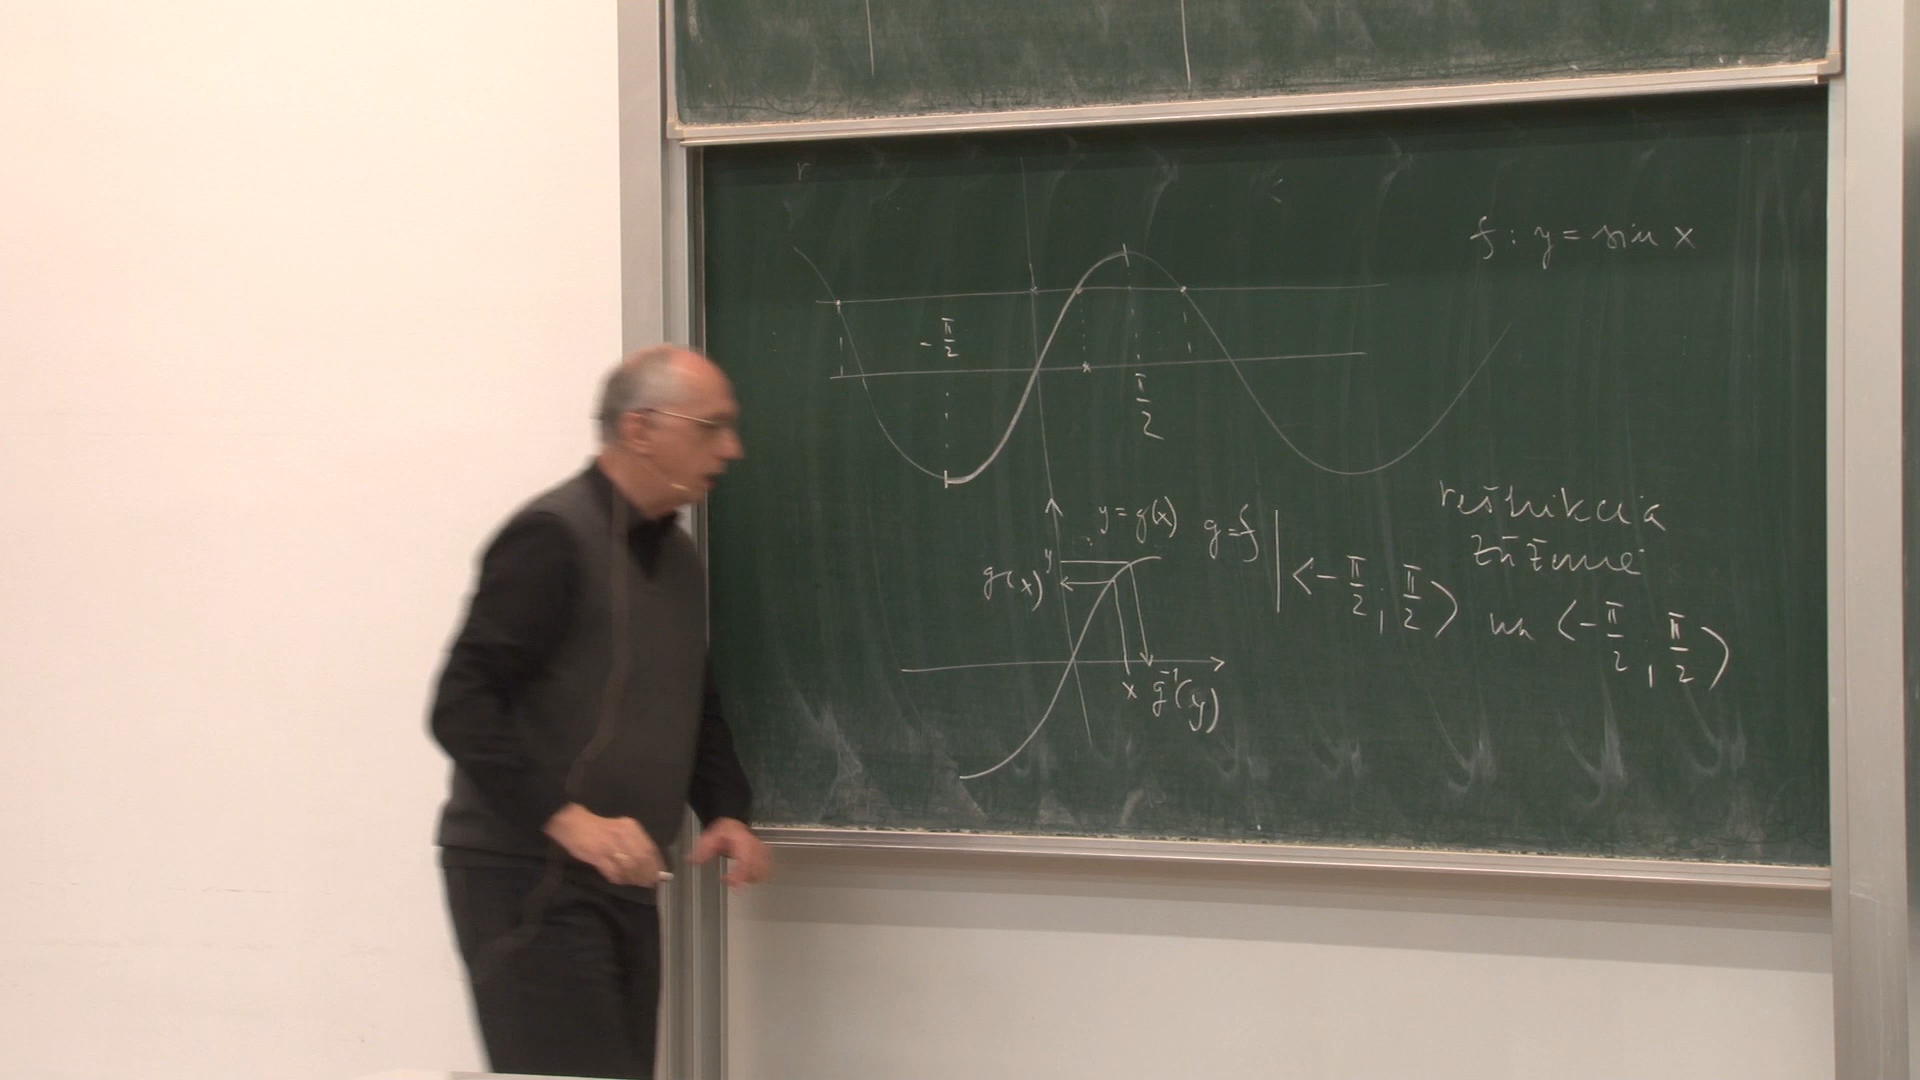 f: y = sin x
-π/2
π/2
y = g(x)
g = f | <-π/2; π/2>
reštrikcia
zúženie
na <-π/2; π/2>
y
g(x)
x
g⁻¹(y)